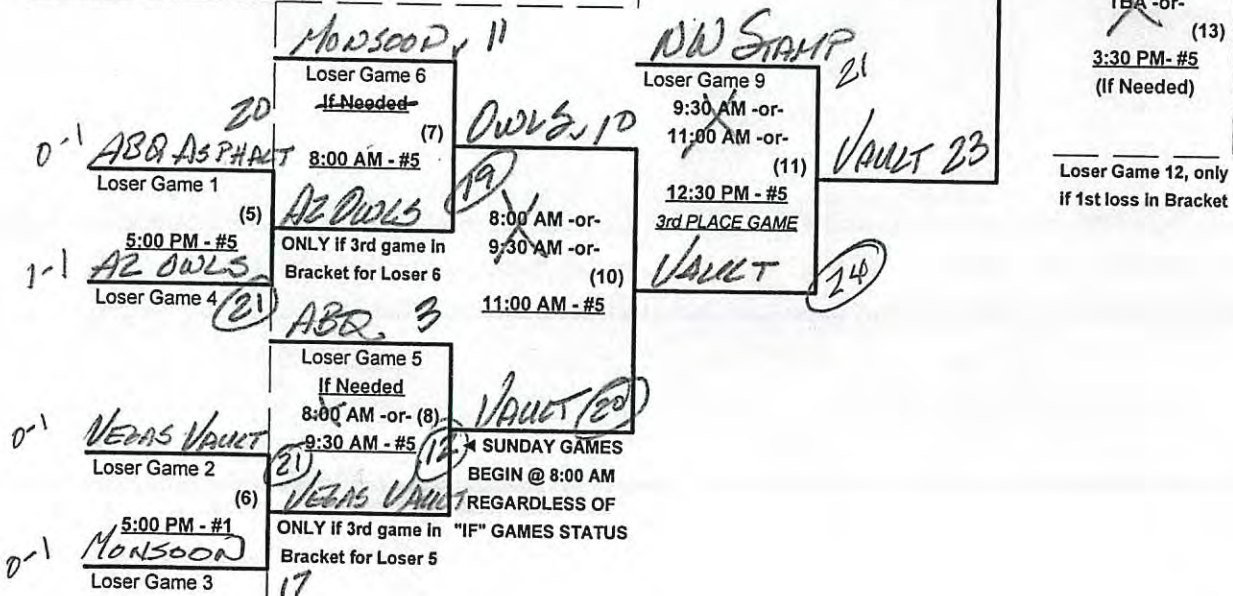 TBA -or-
(13)
3:30 PM- #5
(If Needed)
MONSOON 11
Loser Game 6
If Needed
(7)
8:00 AM - #5
AZ OWLS 19
ONLY if 3rd game in
Bracket for Loser 6
20
0-1 ABQ ASPHALT
Loser Game 1
(5)
5:00 PM - #5
1-1 AZ OWLS
Loser Game 4 21
ABQ 3
Loser Game 5
If Needed
8:00 AM -or- (8)
9:30 AM - #5 12
VEGAS VAULT
ONLY if 3rd game in
Bracket for Loser 5
0-1 VEGAS VAULT
Loser Game 2 21
(6)
5:00 PM - #1
0-1 MONSOON
Loser Game 3 17
OWLS 10
8:00 AM -or-
9:30 AM -or-
(10)
11:00 AM - #5
VAULT 20
◄ SUNDAY GAMES
BEGIN @ 8:00 AM
REGARDLESS OF
"IF" GAMES STATUS
NW STAMP 21
Loser Game 9
9:30 AM -or-
11:00 AM -or-
(11)
12:30 PM - #5
3rd PLACE GAME
VAULT 24
VAULT 23
Loser Game 12, only
if 1st loss in Bracket